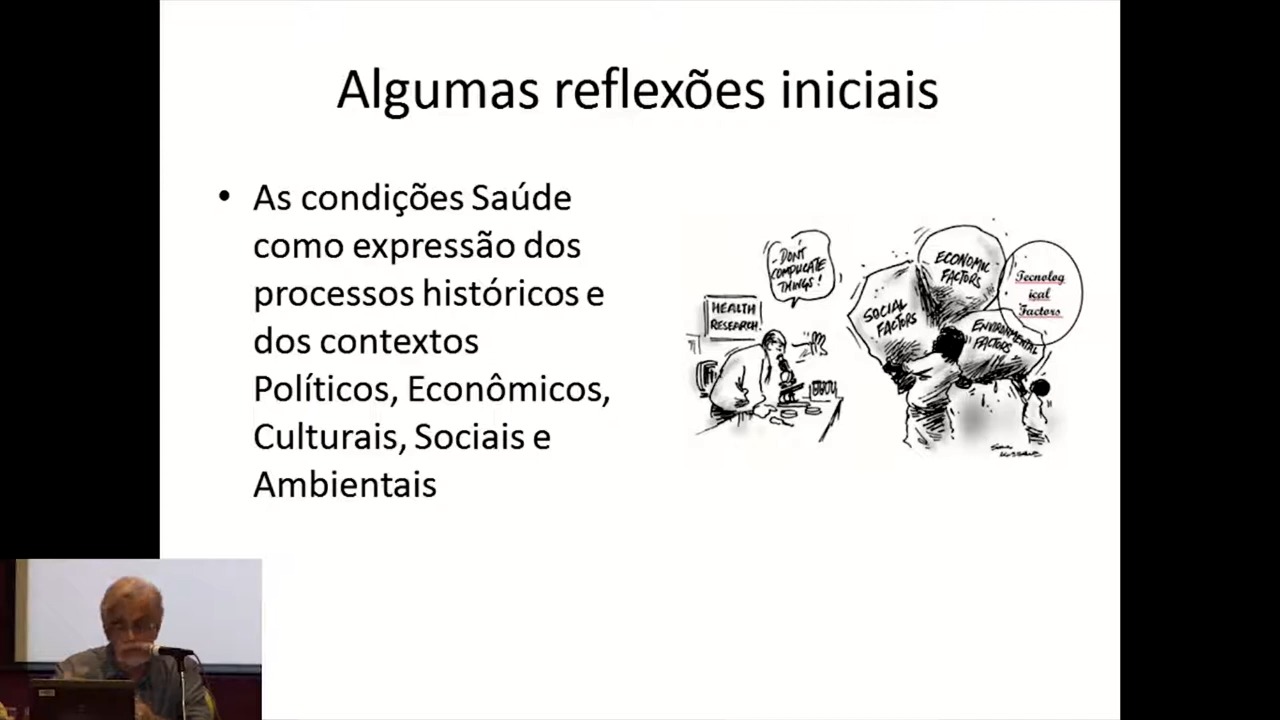 Algumas reflexões iniciais
• As condições Saúde
como expressão dos
processos históricos e
dos contextos
Políticos, Econômicos,
Culturais, Sociais e
Ambientais
-DON'T
COMPLICATE
THINGS!
HEALTH
RESEARCH
SOCIAL
FACTORS
ECONOMIC
FACTORS
Tecnolog
ical
Factors
ENVIRONMENTAL
FACTORS